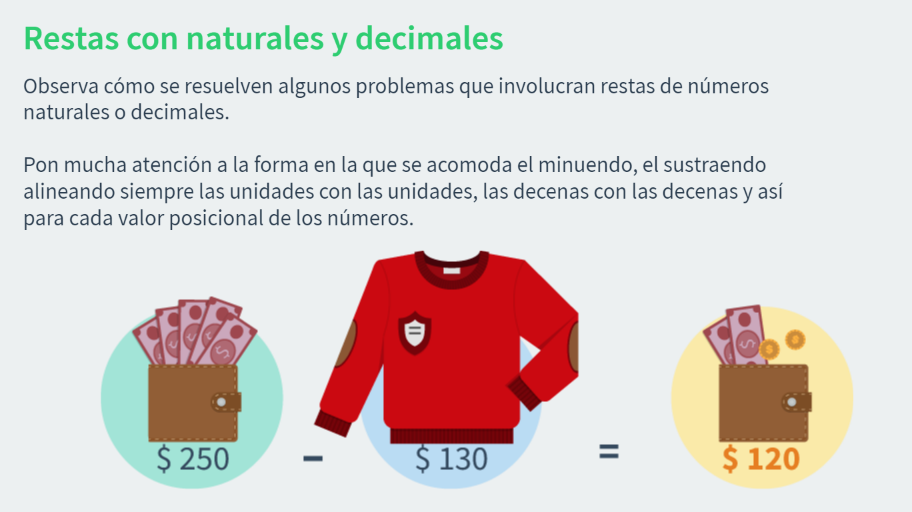 Restas con naturales y decimales
Observa cómo se resuelven algunos problemas que involucran restas de números
naturales o decimales.
Pon mucha atención a la forma en la que se acomoda el minuendo, el sustraendo
alineando siempre las unidades con las unidades, las decenas con las decenas y así
para cada valor posicional de los números.
$ 250 - $ 130 = $ 120